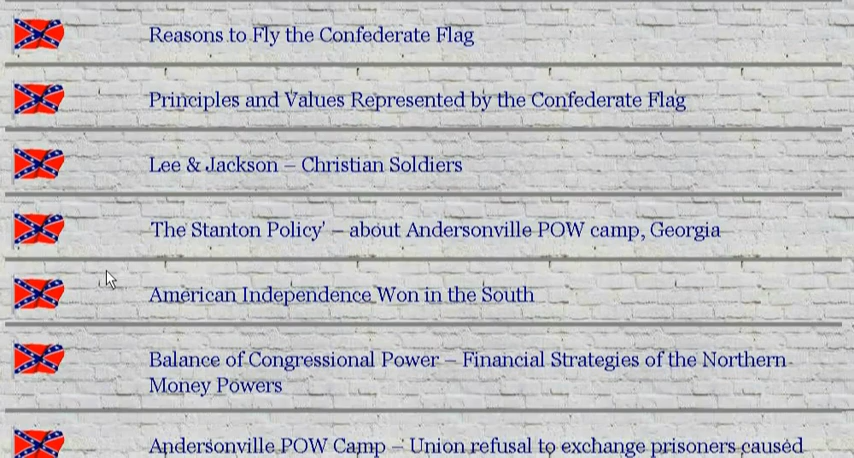 Reasons to Fly the Confederate Flag
Principles and Values Represented by the Confederate Flag
Lee & Jackson – Christian Soldiers
'The Stanton Policy' – about Andersonville POW camp, Georgia
American Independence Won in the South
Balance of Congressional Power – Financial Strategies of the Northern
Money Powers
Andersonville POW Camp – Union refusal to exchange prisoners caused